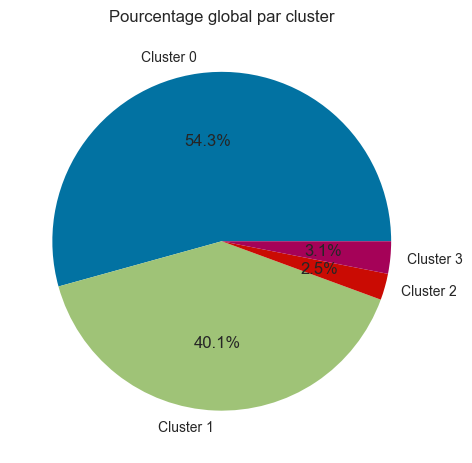 Pourcentage global par cluster
Cluster 0
54.3%
3.1%
Cluster 3
2.5%
Cluster 2
40.1%
Cluster 1